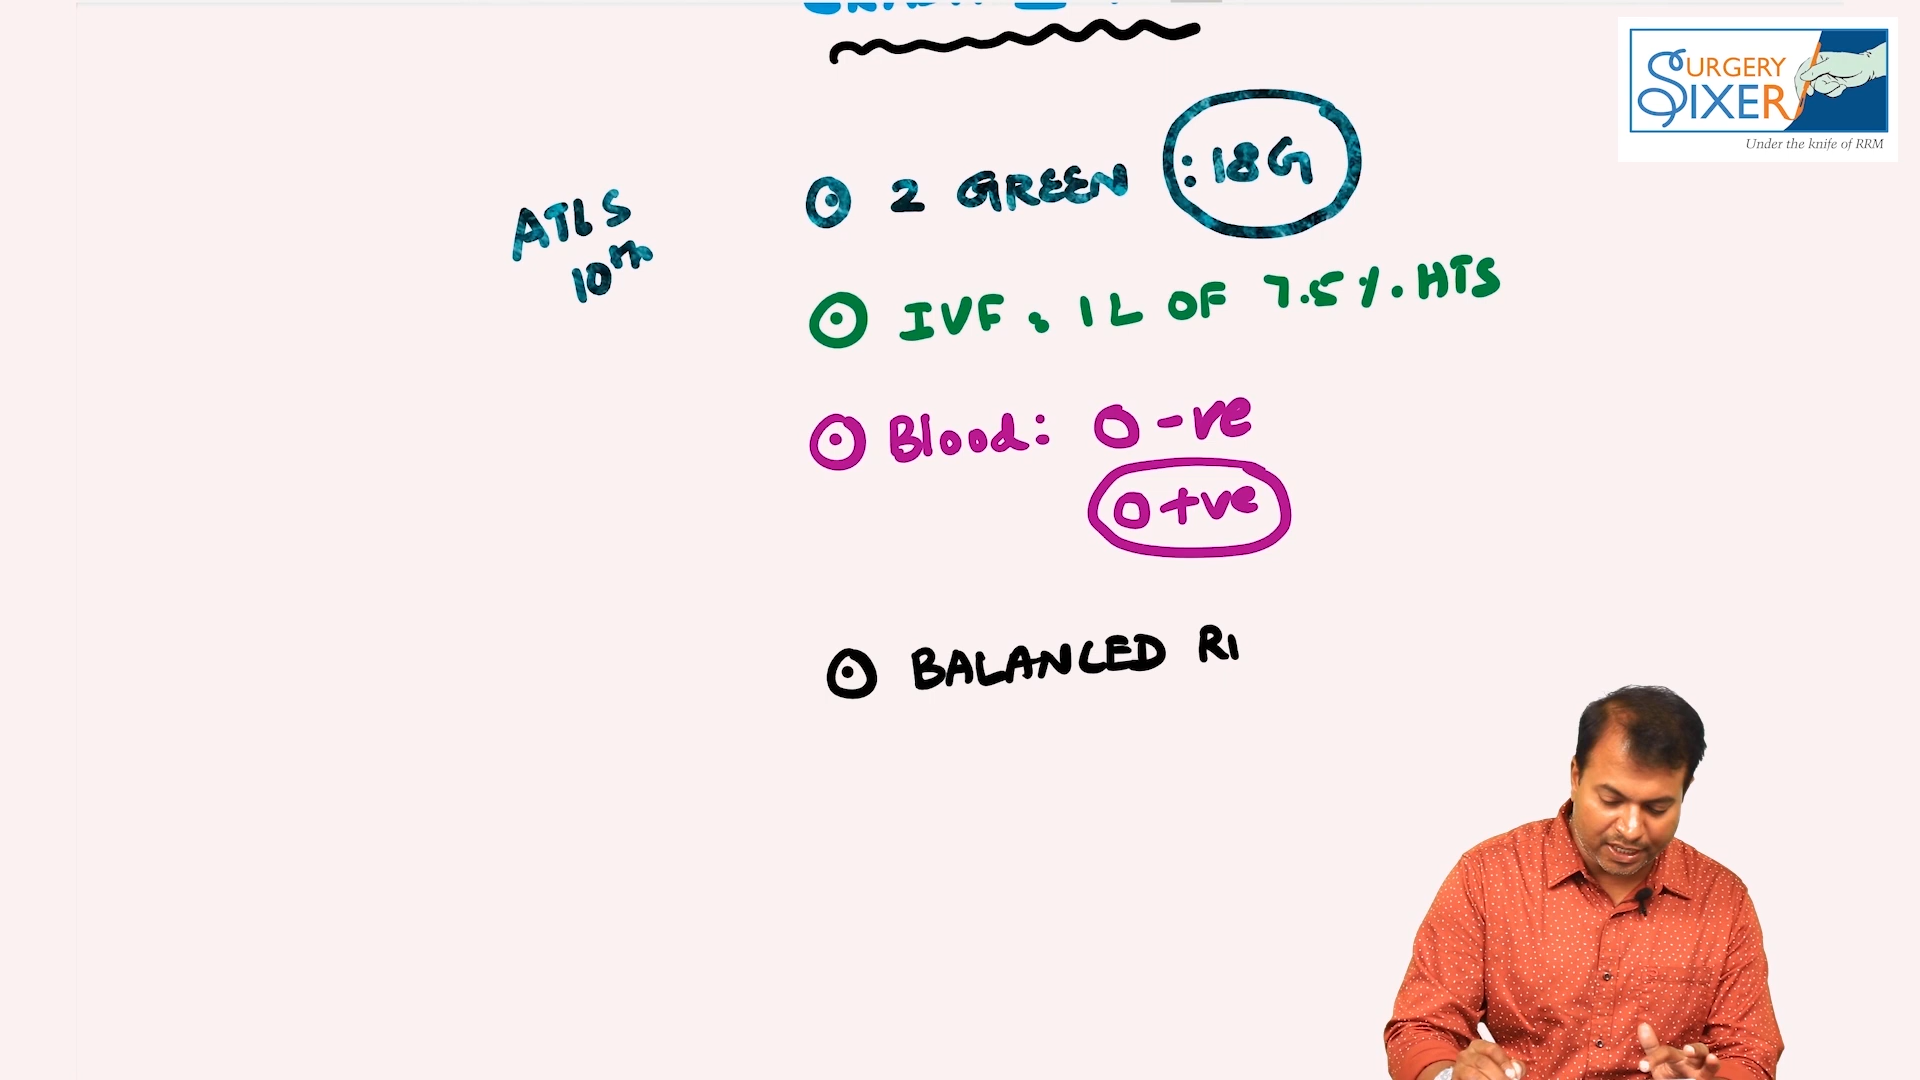 SURGERY
SIXER
Under the knife of RRM
ATLS
10th
2 GREEN :18G
IVF : 1L OF 7.5%. HTS
Blood: O -ve
O +ve
BALANCED RI